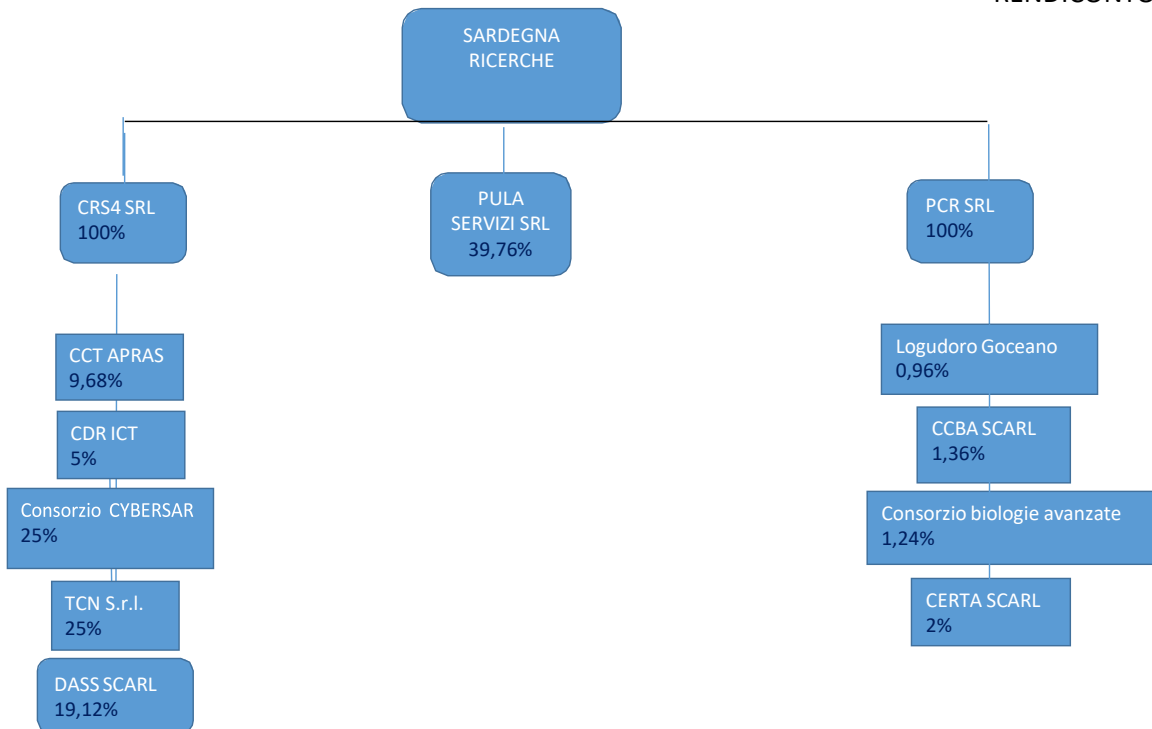 SARDEGNA
RICERCHE
CRS4 SRL
100%
PULA
SERVIZI SRL
39,76%
PCR SRL
100%
CCT APRAS
9,68%
CDR ICT
5%
Consorzio CYBERSAR
25%
TCN S.r.l.
25%
DASS SCARL
19,12%
Logudoro Goceano
0,96%
CCBA SCARL
1,36%
Consorzio biologie avanzate
1,24%
CERTA SCARL
2%